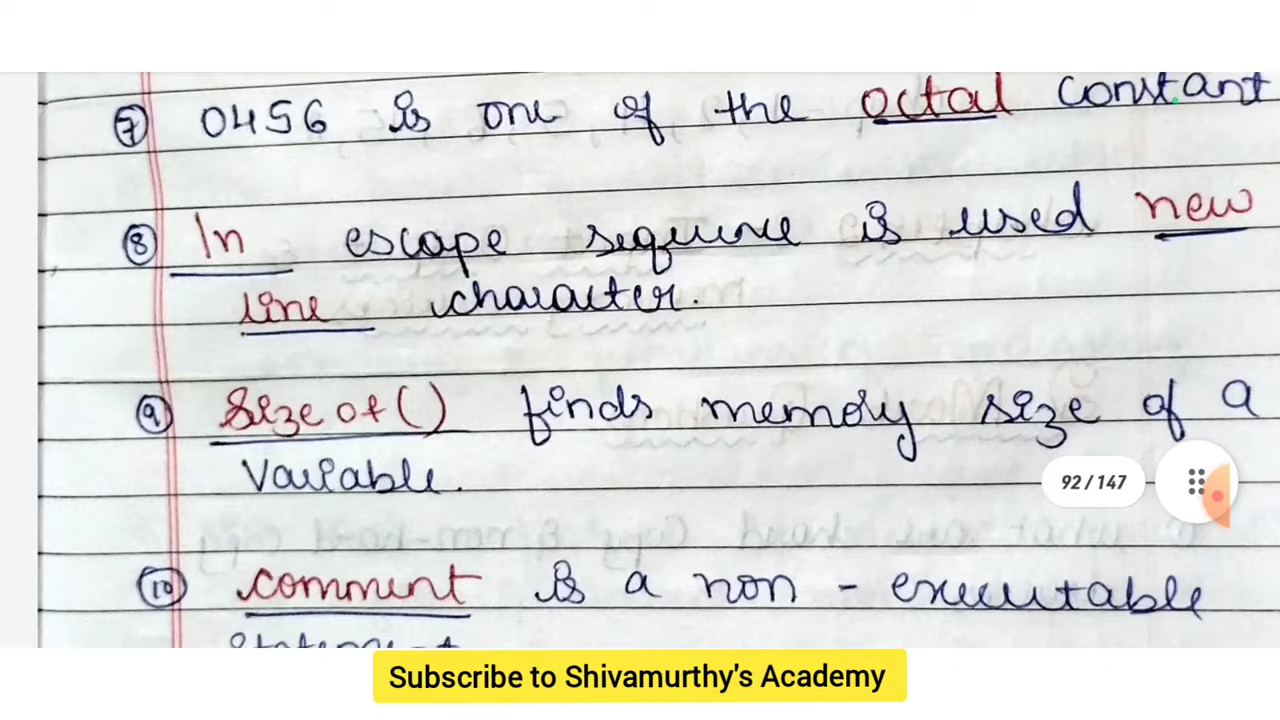 7 0456 is one of the octal constant
8 \n escape sequence is used new
line character.
9 sizeof() finds memory size of a
variable.
92 / 147
10 comment is a non - executable
statement
Subscribe to Shivamurthy's Academy